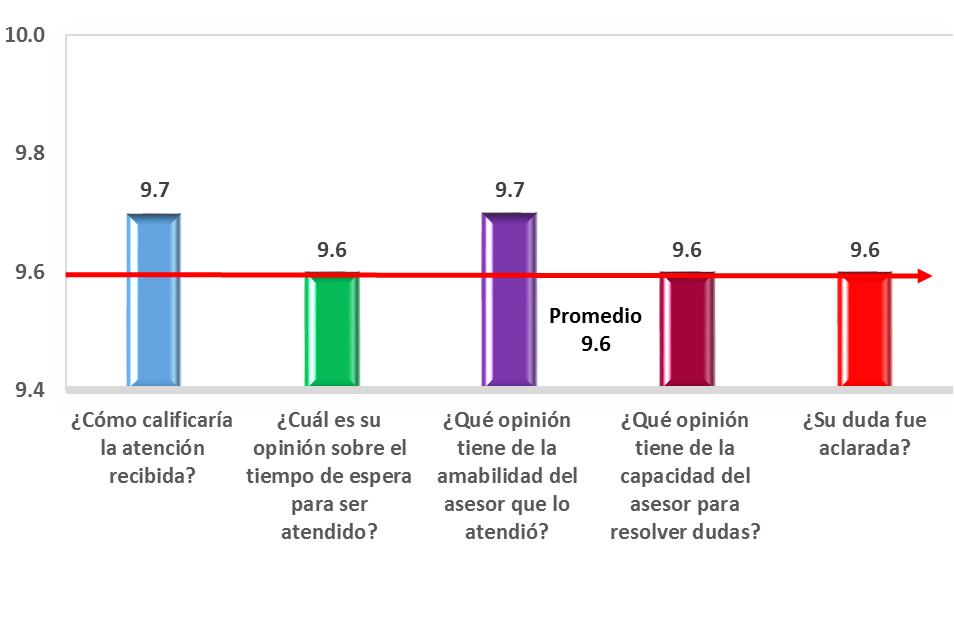 10.0
9.8
9.6
9.4
9.7
9.6
9.7
9.6
9.6
Promedio
9.6
¿Cómo calificaría
la atención
recibida?
¿Cuál es su
opinión sobre el
tiempo de espera
para ser
atendido?
¿Qué opinión
tiene de la
amabilidad del
asesor que lo
atendió?
¿Qué opinión
tiene de la
capacidad del
asesor para
resolver dudas?
¿Su duda fue
aclarada?